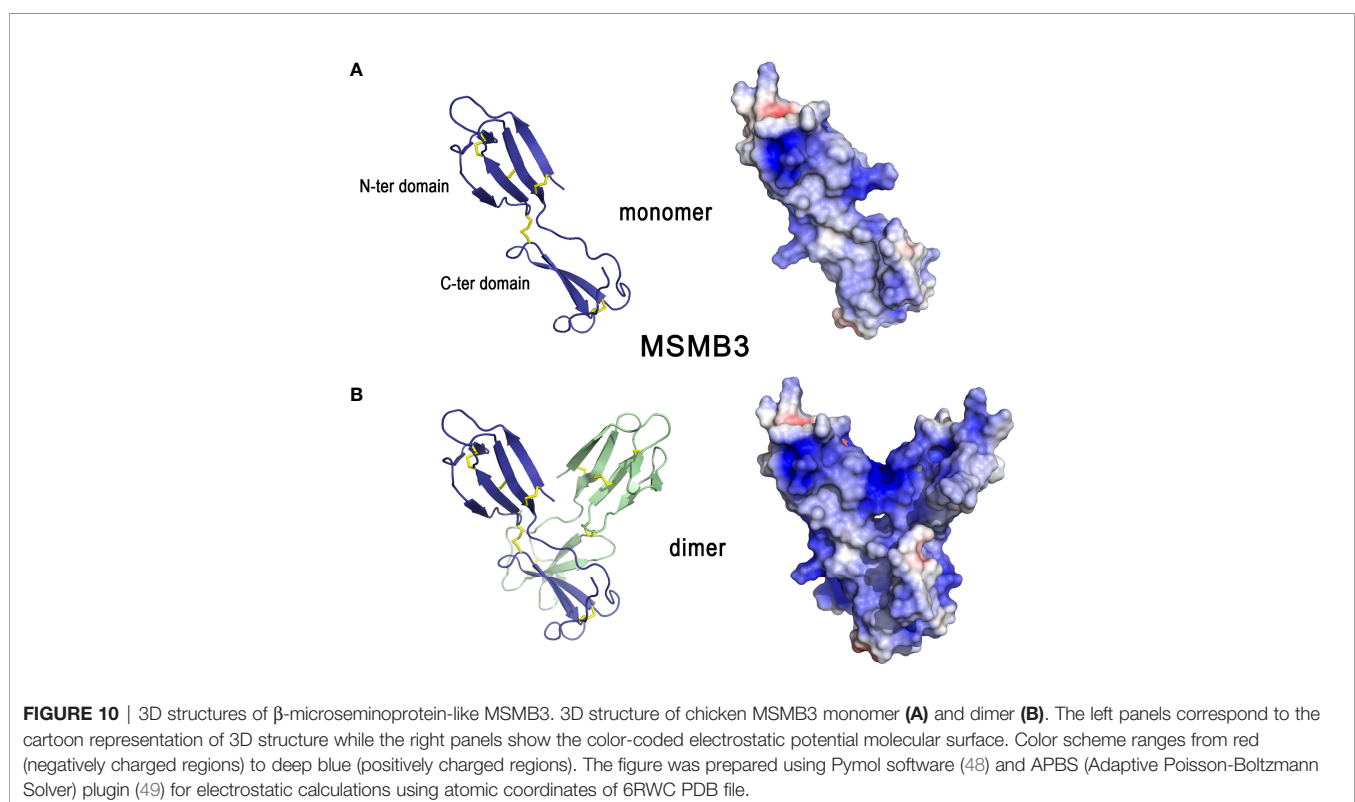 A
N-ter domain
monomer
C-ter domain
MSMB3
B
dimer
FIGURE 10 | 3D structures of β-microseminoprotein-like MSMB3. 3D structure of chicken MSMB3 monomer (A) and dimer (B). The left panels correspond to the
cartoon representation of 3D structure while the right panels show the color-coded electrostatic potential molecular surface. Color scheme ranges from red
(negatively charged regions) to deep blue (positively charged regions). The figure was prepared using Pymol software (48) and APBS (Adaptive Poisson-Boltzmann
Solver) plugin (49) for electrostatic calculations using atomic coordinates of 6RWC PDB file.